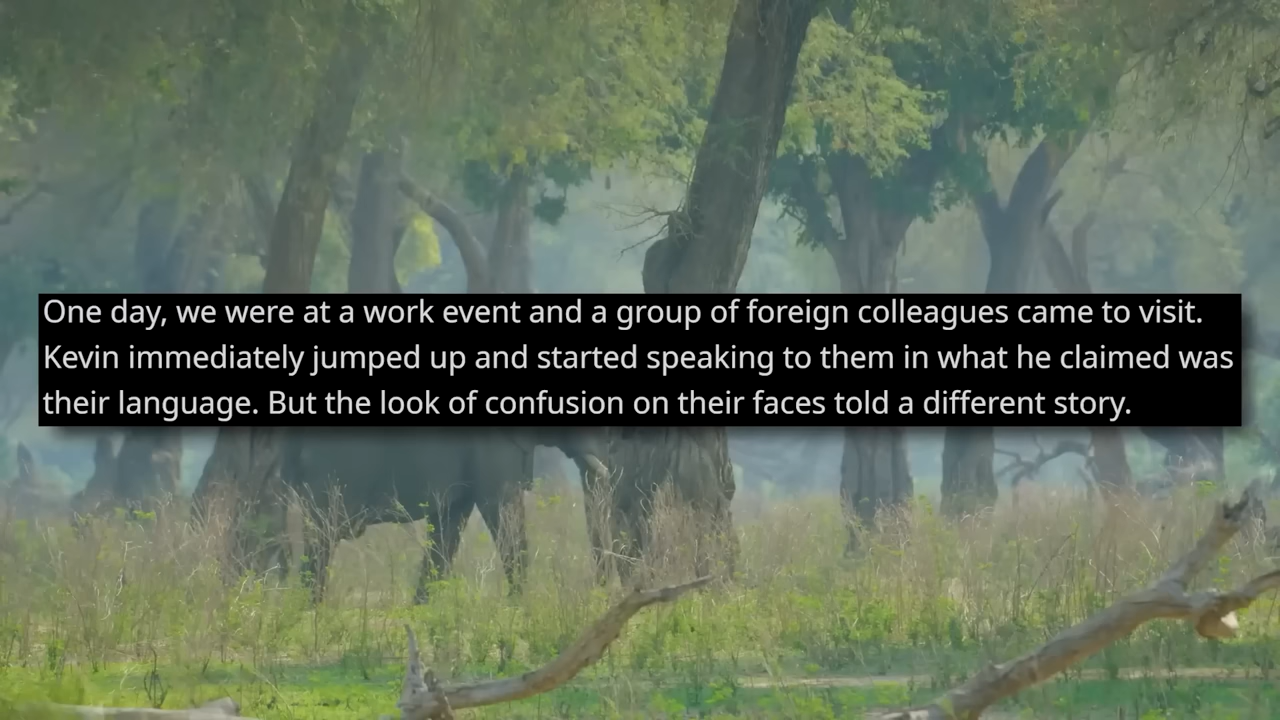 One day, we were at a work event and a group of foreign colleagues came to visit.
Kevin immediately jumped up and started speaking to them in what he claimed was
their language. But the look of confusion on their faces told a different story.